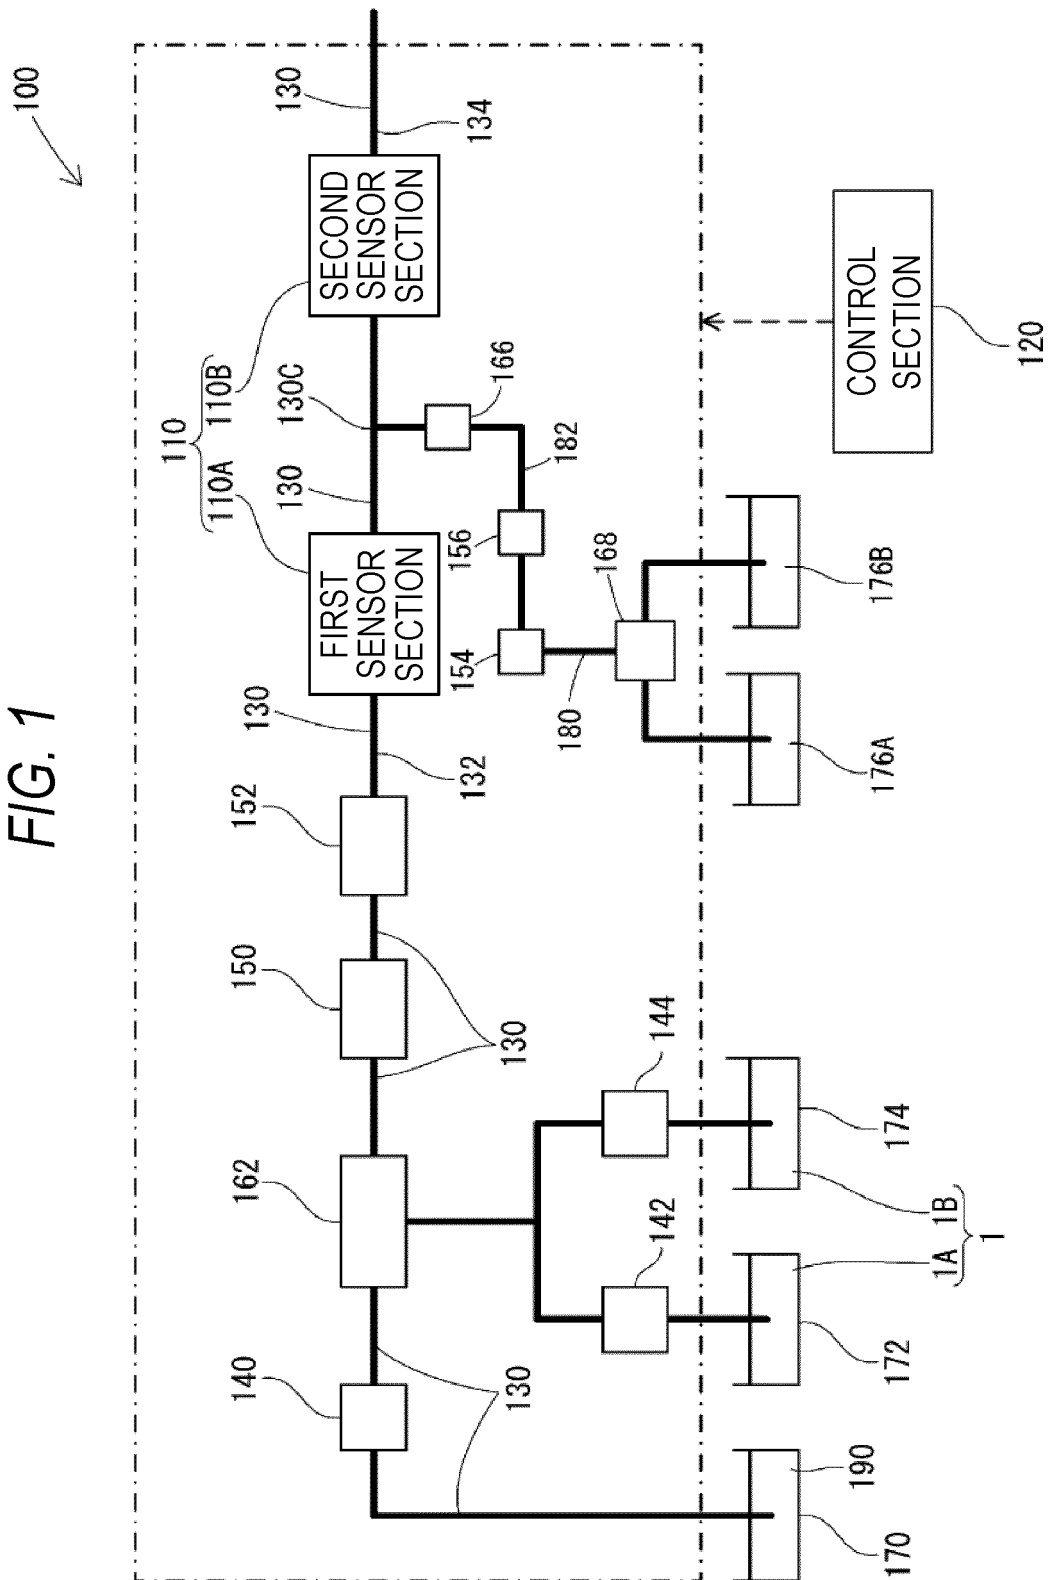 FIG. 1
100
130
134
SECOND
SENSOR
SECTION
110
110A
110B
130C
130
166
182
156
154
168
180
FIRST
SENSOR
SECTION
130
132
152
150
130
162
144
142
140
130
170
190
172
1A
1B
1
174
176A
176B
CONTROL
SECTION
120